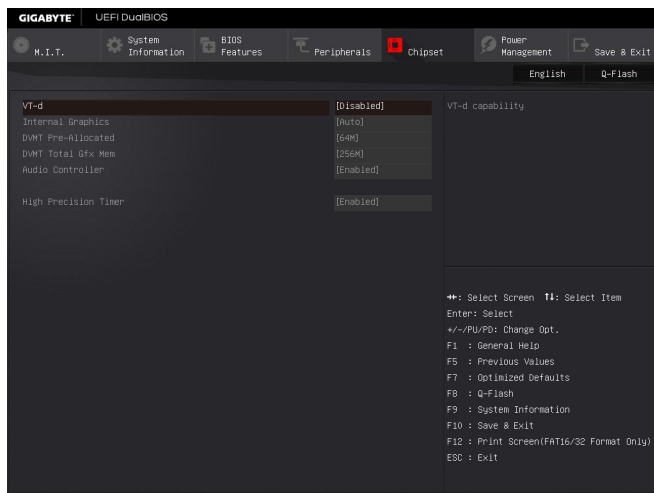 GIGABYTE™ UEFI DualBIOS
M.I.T.
System Information
BIOS Features
Peripherals
Chipset
Power Management
Save & Exit
English
Q-Flash
VT-d [Disabled]
Internal Graphics [Auto]
DVMT Pre-Allocated [64M]
DVMT Total Gfx Mem [256M]
Audio Controller [Enabled]
High Precision Timer [Enabled]
VT-d capability
→←: Select Screen ↑↓: Select Item
Enter: Select
+/-/PU/PD: Change Opt.
F1 : General Help
F5 : Previous Values
F7 : Optimized Defaults
F8 : Q-Flash
F9 : System Information
F10 : Save & Exit
F12 : Print Screen(FAT16/32 Format Only)
ESC : Exit